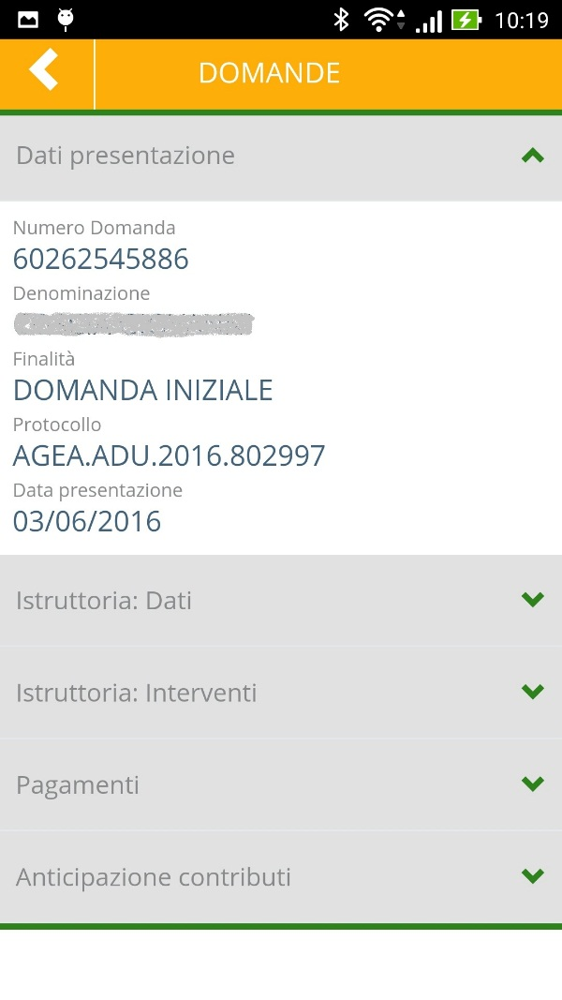 10:19
DOMANDE
Dati presentazione
Numero Domanda
60262545886
Denominazione
Finalità
DOMANDA INIZIALE
Protocollo
AGEA.ADU.2016.802997
Data presentazione
03/06/2016
Istruttoria: Dati
Istruttoria: Interventi
Pagamenti
Anticipazione contributi